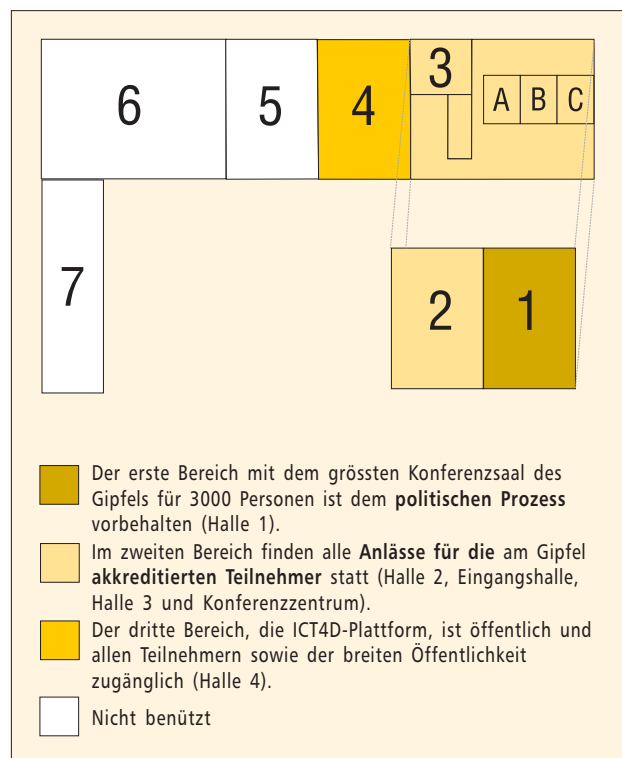 6
5
4
3
A B C
7
2
1
Der erste Bereich mit dem grössten Konferenzsaal des
Gipfels für 3000 Personen ist dem politischen Prozess
vorbehalten (Halle 1).
Im zweiten Bereich finden alle Anlässe für die am Gipfel
akkreditierten Teilnehmer statt (Halle 2, Eingangshalle,
Halle 3 und Konferenzzentrum).
Der dritte Bereich, die ICT4D-Plattform, ist öffentlich und
allen Teilnehmern sowie der breiten Öffentlichkeit
zugänglich (Halle 4).
Nicht benützt